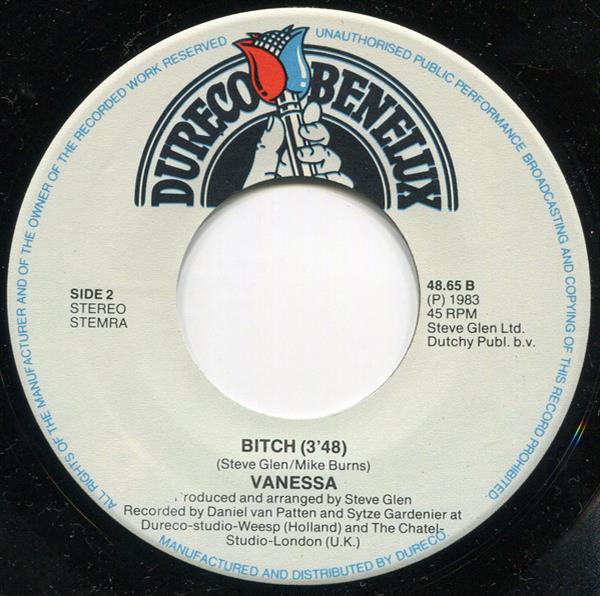 ALL RIGHTS OF THE MANUFACTURER AND OF THE OWNER OF THE RECORDED WORK RESERVED
UNAUTHORISED PUBLIC PERFORMANCE BROADCASTING AND COPYING OF THIS RECORD PROHIBITED
DURECO BENELUX
SIDE 2
STEREO
STEMRA
48.65 B
(P) 1983
45 RPM
Steve Glen Ltd.
Dutchy Publ. b.v.
BITCH (3'48)
(Steve Glen/Mike Burns)
VANESSA
Produced and arranged by Steve Glen
Recorded by Daniel van Patten and Sytze Gardenier at
Dureco-studio-Weesp (Holland) and The Chatel-
Studio-London (U.K.)
MANUFACTURED AND DISTRIBUTED BY DURECO